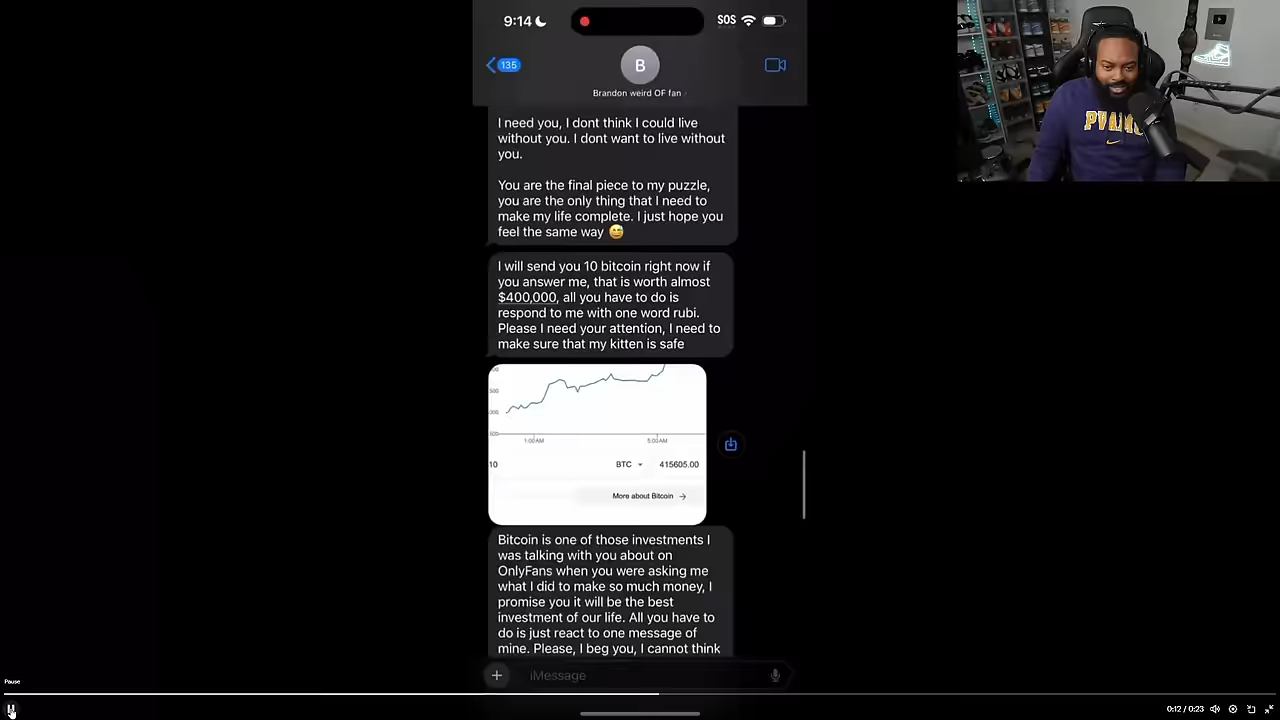 9:14
SOS
135
B
Brandon weird OF fan
I need you, I dont think I could live
without you. I dont want to live without
you.
You are the final piece to my puzzle,
you are the only thing that I need to
make my life complete. I just hope you
feel the same way 😅
I will send you 10 bitcoin right now if
you answer me, that is worth almost
$400,000, all you have to do is
respond to me with one word rubi.
Please I need your attention, I need to
make sure that my kitten is safe
1:00 AM
5:00 AM
10
BTC
415605.00
More about Bitcoin →
Bitcoin is one of those investments I
was talking with you about on
OnlyFans when you were asking me
what I did to make so much money, I
promise you it will be the best
investment of our life. All you have to
do is just react to one message of
mine. Please, I beg you, I cannot think
iMessage
Pause
0:12 / 0:23